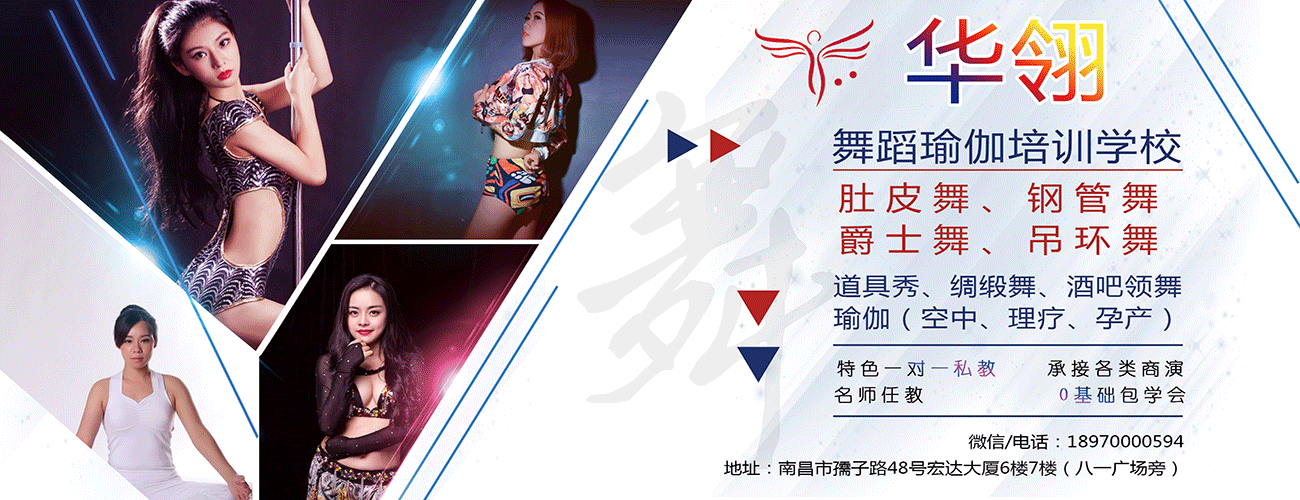 华翎
舞蹈瑜伽培训学校
肚皮舞、钢管舞
爵士舞、吊环舞
道具秀、绸缎舞、酒吧领舞
瑜伽（空中、理疗、孕产）
特色一对一私教 承接各类商演
名师任教 0基础包学会
微信/电话：18970000594
地址：南昌市孺子路48号宏达大厦6楼7楼（八一广场旁）
舞